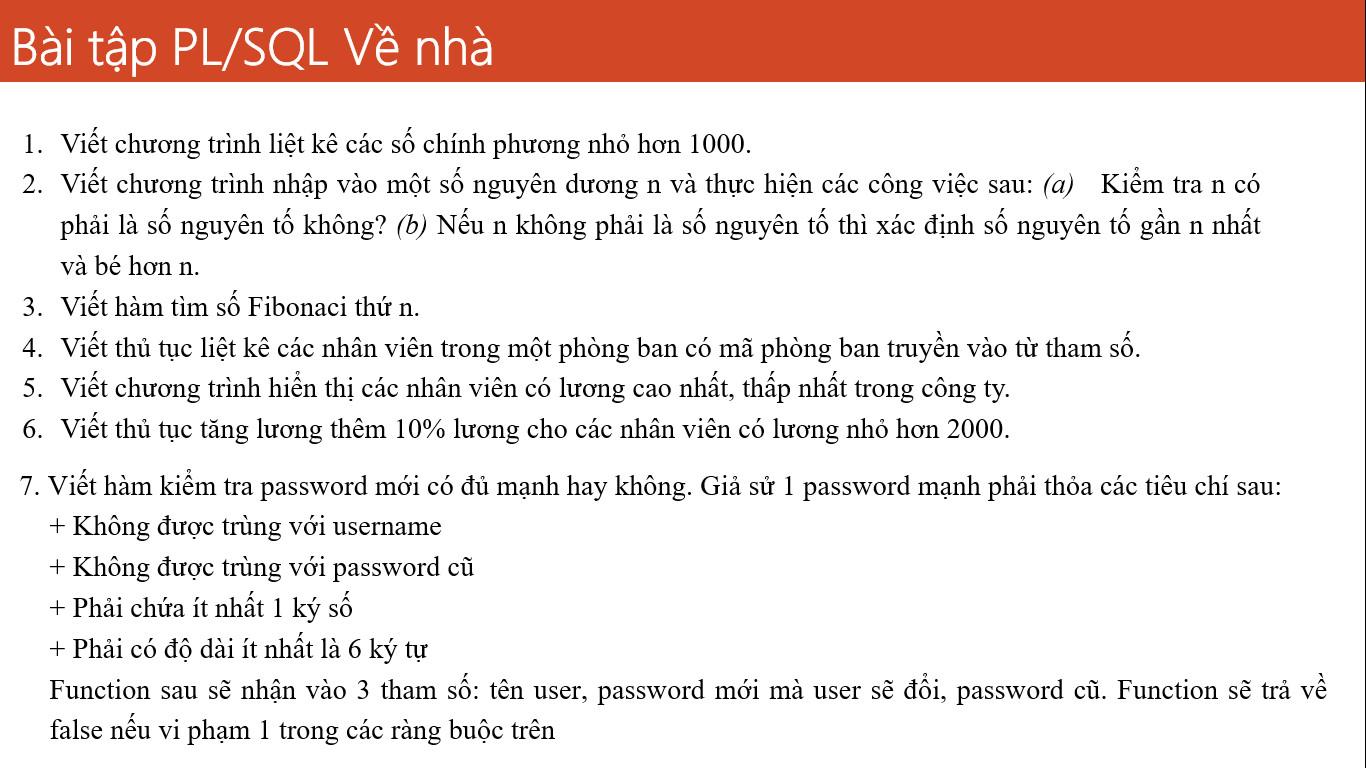 Bài tập PL/SQL Về nhà
1. Viết chương trình liệt kê các số chính phương nhỏ hơn 1000.
2. Viết chương trình nhập vào một số nguyên dương n và thực hiện các công việc sau: (a) Kiểm tra n có
phải là số nguyên tố không? (b) Nếu n không phải là số nguyên tố thì xác định số nguyên tố gần n nhất
và bé hơn n.
3. Viết hàm tìm số Fibonaci thứ n.
4. Viết thủ tục liệt kê các nhân viên trong một phòng ban có mã phòng ban truyền vào từ tham số.
5. Viết chương trình hiển thị các nhân viên có lương cao nhất, thấp nhất trong công ty.
6. Viết thủ tục tăng lương thêm 10% lương cho các nhân viên có lương nhỏ hơn 2000.
7. Viết hàm kiểm tra password mới có đủ mạnh hay không. Giả sử 1 password mạnh phải thỏa các tiêu chí sau:
+ Không được trùng với username
+ Không được trùng với password cũ
+ Phải chứa ít nhất 1 ký số
+ Phải có độ dài ít nhất là 6 ký tự
Function sau sẽ nhận vào 3 tham số: tên user, password mới mà user sẽ đổi, password cũ. Function sẽ trả về
false nếu vi phạm 1 trong các ràng buộc trên